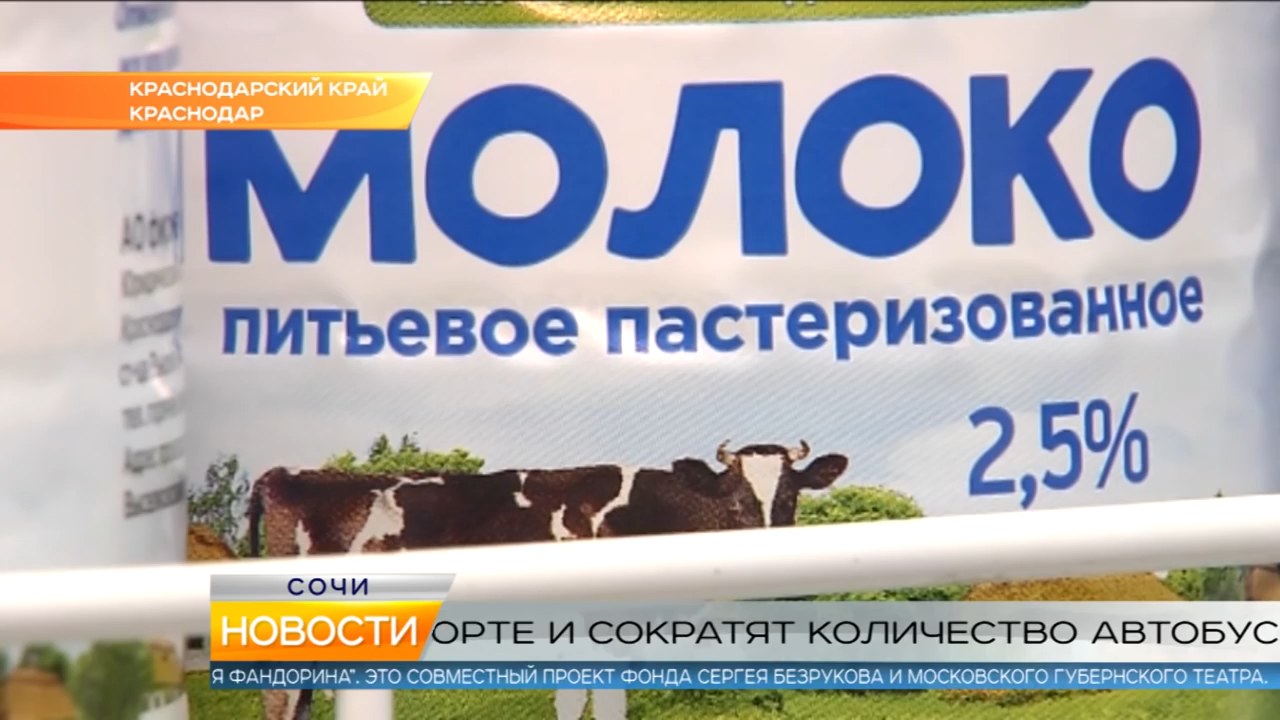 КРАСНОДАРСКИЙ КРАЙ
КРАСНОДАР
МОЛОКО
питьевое пастеризованное
2,5%
АО
СОЧИ
НОВОСТИ
ОРТЕ И СОКРАТЯТ КОЛИЧЕСТВО АВТОБУС
Я ФАНДОРИНА". ЭТО СОВМЕСТНЫЙ ПРОЕКТ ФОНДА СЕРГЕЯ БЕЗРУКОВА И МОСКОВСКОГО ГУБЕРНСКОГО ТЕАТРА.